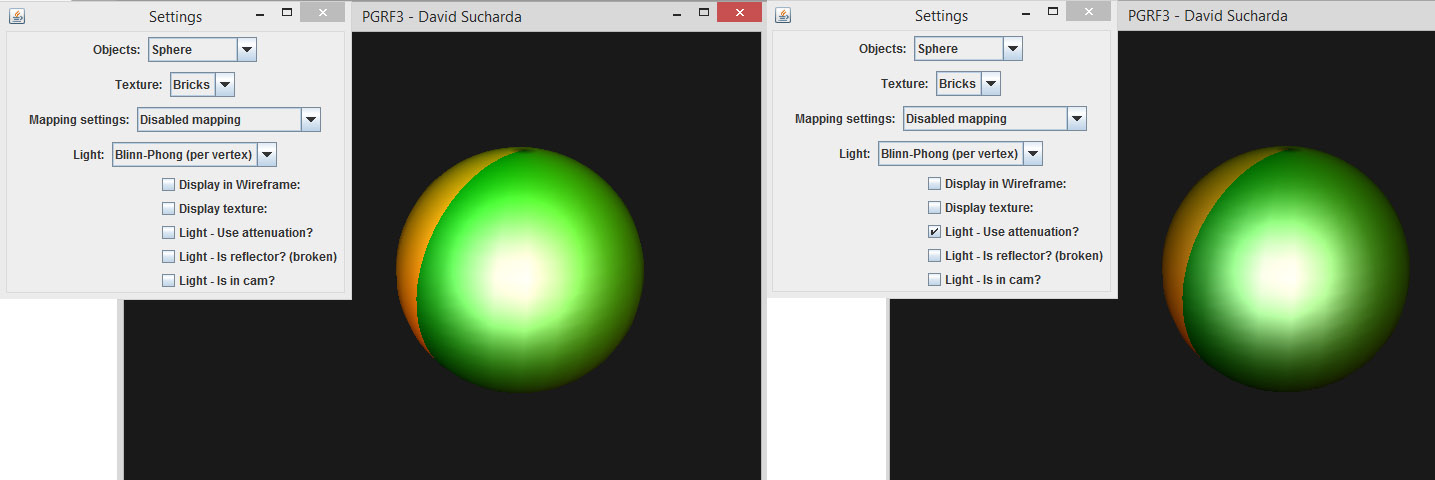 Settings
PGRF3 - David Sucharda
Objects: Sphere
Texture: Bricks
Mapping settings: Disabled mapping
Light: Blinn-Phong (per vertex)
Display in Wireframe:
Display texture:
Light - Use attenuation?
Light - Is reflector? (broken)
Light - Is in cam?
Settings
PGRF3 - David Sucharda
Objects: Sphere
Texture: Bricks
Mapping settings: Disabled mapping
Light: Blinn-Phong (per vertex)
Display in Wireframe:
Display texture:
Light - Use attenuation?
Light - Is reflector? (broken)
Light - Is in cam?